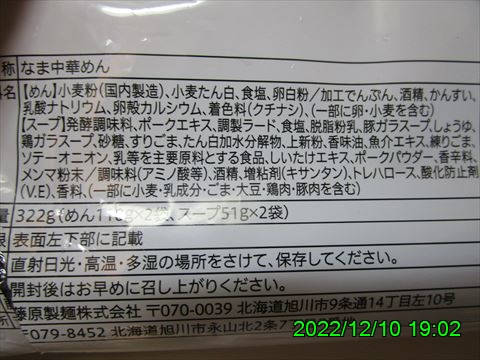 称 なま中華めん
料名 【めん】小麦粉(国内製造)、小麦たん白、食塩、卵白粉/加工でんぷん、酒精、かんすい、
乳酸ナトリウム、卵殻カルシウム、着色料(クチナシ)、(一部に卵・小麦を含む)
【スープ】発酵調味料、ポークエキス、調製ラード、食塩、脱脂粉乳、豚ガラスープ、しょうゆ、
鶏ガラスープ、砂糖、すりごま、たん白加水分解物、上新粉、香味油、魚介エキス、練りごま、
ソテーオニオン、乳等を主要原料とする食品、しいたけエキス、ポークパウダー、香辛料、
メンマ粉末/調味料(アミノ酸等)、酒精、増粘剤(キサンタン)、トレハロース、酸化防止剤
(V.E)、香料、(一部に小麦・乳成分・ごま・大豆・鶏肉・豚肉を含む)
量 322g(めん110g×2袋、スープ51g×2袋)
限 表面左下部に記載
直射日光・高温・多湿の場所をさけて、保存してください。
開封後はお早めに召し上がりください。
藤原製麺株式会社 〒070-0039 北海道旭川市9条通14丁目左10号
〒079-8452 北海道旭川市永山北2条7丁
2022/12/10 19:02